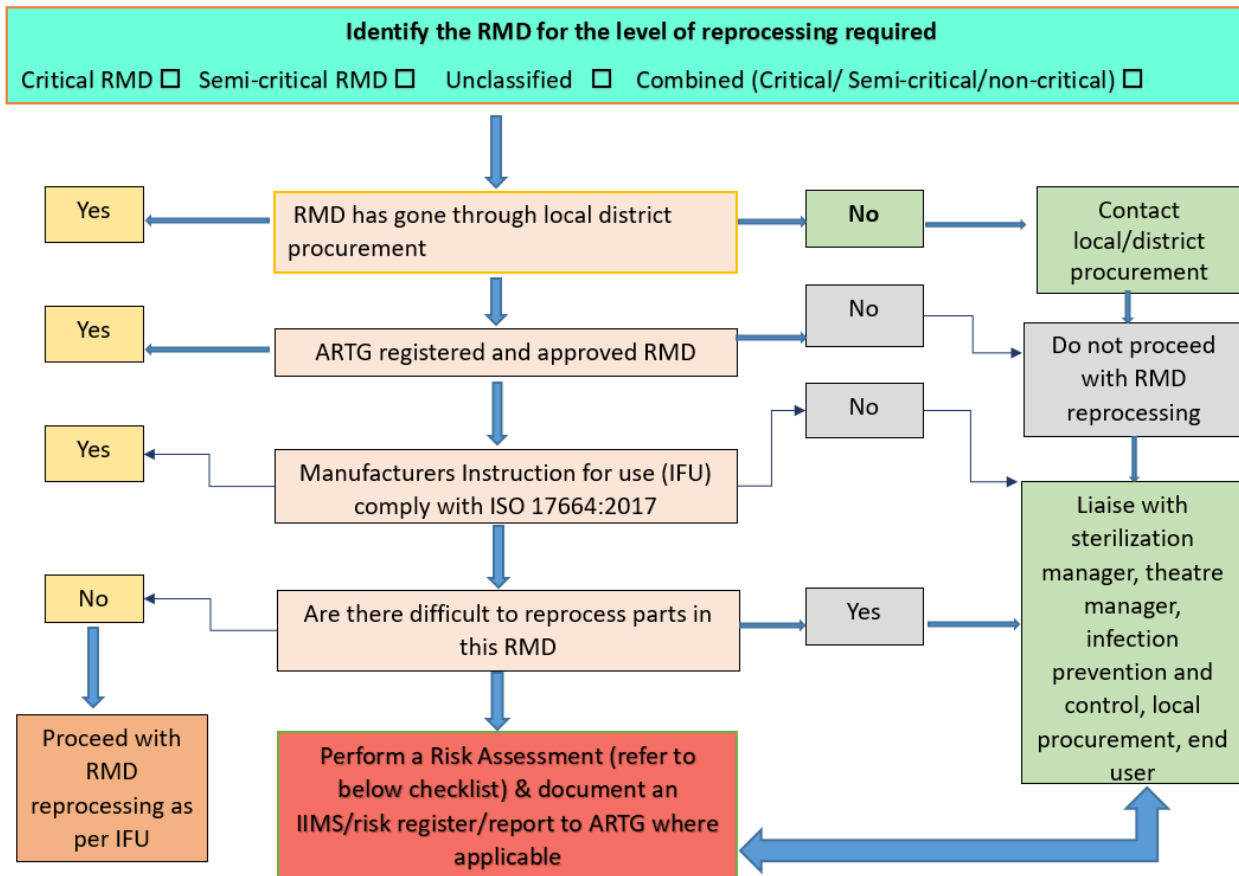 Identify the RMD for the level of reprocessing required
Critical RMD ☐ Semi-critical RMD ☐ Unclassified ☐ Combined (Critical/ Semi-critical/non-critical) ☐
Yes
RMD has gone through local district
procurement
No
Contact
local/district
procurement
Yes
ARTG registered and approved RMD
No
Do not proceed
with RMD
reprocessing
Yes
Manufacturers Instruction for use (IFU)
comply with ISO 17664:2017
No
Liaise with
sterilization
manager, theatre
manager,
infection
prevention and
control, local
procurement, end
user
No
Are there difficult to reprocess parts in
this RMD
Yes
Proceed with
RMD
reprocessing as
per IFU
Perform a Risk Assessment (refer to
below checklist) & document an
IIMS/risk register/report to ARTG where
applicable